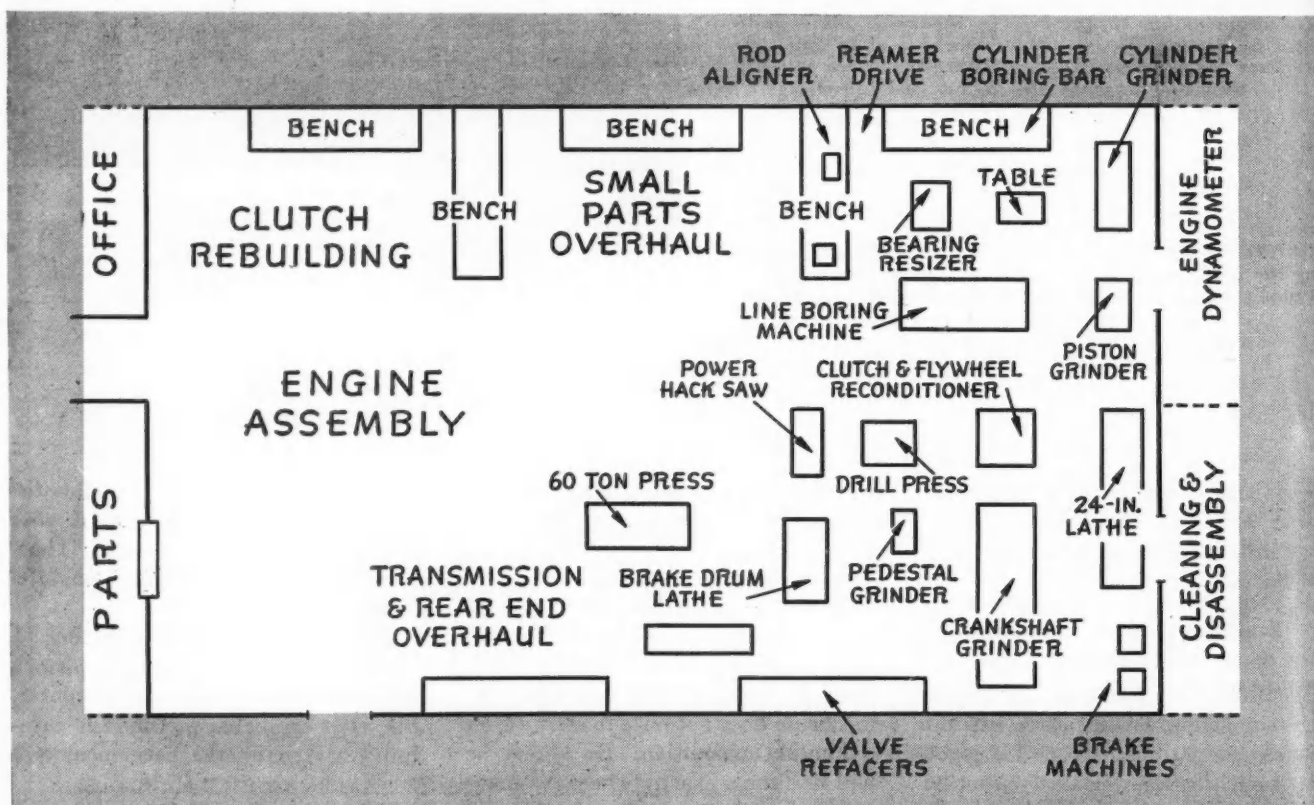 ROD
ALIGNER
REAMER
DRIVE
CYLINDER
BORING BAR
CYLINDER
GRINDER
OFFICE
BENCH
CLUTCH
REBUILDING
BENCH
BENCH
SMALL
PARTS
OVERHAUL
BENCH
BENCH
TABLE
BEARING
RESIZER
ENGINE
DYNAMOMETER
LINE BORING
MACHINE
PISTON
GRINDER
ENGINE
ASSEMBLY
POWER
HACK SAW
CLUTCH & FLYWHEEL
RECONDITIONER
DRILL PRESS
24-IN.
LATHE
CLEANING &
DISASSEMBLY
PARTS
60 TON PRESS
TRANSMISSION
& REAR END
OVERHAUL
BRAKE DRUM
LATHE
PEDESTAL
GRINDER
CRANKSHAFT
GRINDER
VALVE
REFACERS
BRAKE
MACHINES